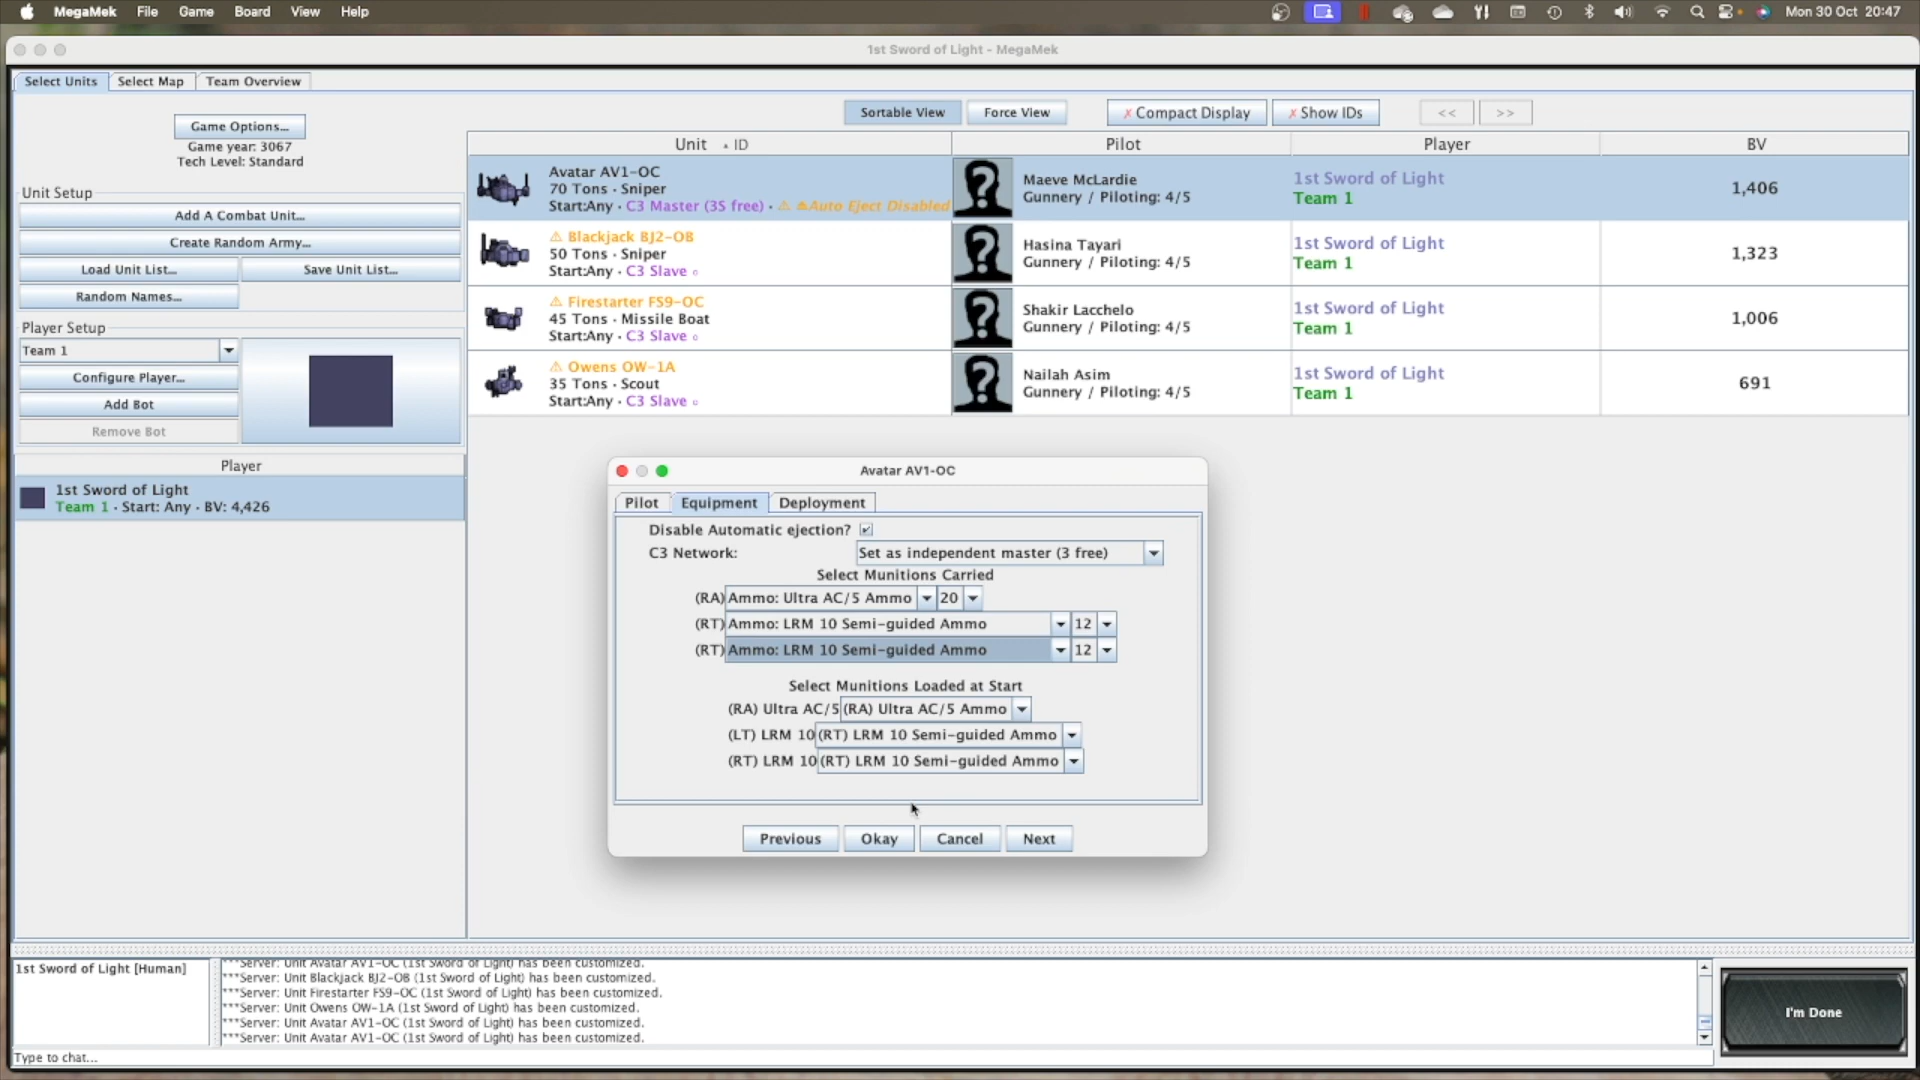 MegaMek File Game Board View Help
Mon 30 Oct 20:47
1st Sword of Light - MegaMek
Select Units
Select Map
Team Overview
Game Options...
Game year: 3067
Tech Level: Standard
Unit Setup
Add A Combat Unit...
Create Random Army...
Load Unit List...
Save Unit List...
Random Names...
Player Setup
Team 1
Configure Player...
Add Bot
Remove Bot
Player
1st Sword of Light
Team 1 · Start: Any · BV: 4,426
Sortable View
Force View
✗ Compact Display
✗ Show IDs
<<
>>
Unit ▴ ID
Pilot
Player
BV
Avatar AV1-OC
70 Tons · Sniper
Start:Any · C3 Master (3S free) · ⚠ ⏏Auto Eject Disabled
Maeve McLardie
Gunnery / Piloting: 4/5
1st Sword of Light
Team 1
1,406
⚠ Blackjack BJ2-OB
50 Tons · Sniper
Start:Any · C3 Slave
Hasina Tayari
Gunnery / Piloting: 4/5
1st Sword of Light
Team 1
1,323
⚠ Firestarter FS9-OC
45 Tons · Missile Boat
Start:Any · C3 Slave
Shakir Lacchelo
Gunnery / Piloting: 4/5
1st Sword of Light
Team 1
1,006
⚠ Owens OW-1A
35 Tons · Scout
Start:Any · C3 Slave
Nailah Asim
Gunnery / Piloting: 4/5
1st Sword of Light
Team 1
691
Avatar AV1-OC
Pilot
Equipment
Deployment
Disable Automatic ejection?
C3 Network: Set as independent master (3 free)
Select Munitions Carried
(RA) Ammo: Ultra AC/5 Ammo 20
(RT) Ammo: LRM 10 Semi-guided Ammo 12
(RT) Ammo: LRM 10 Semi-guided Ammo 12
Select Munitions Loaded at Start
(RA) Ultra AC/5 (RA) Ultra AC/5 Ammo
(LT) LRM 10 (RT) LRM 10 Semi-guided Ammo
(RT) LRM 10 (RT) LRM 10 Semi-guided Ammo
Previous
Okay
Cancel
Next
1st Sword of Light [Human]
***Server: Unit Avatar AV1-OC (1st Sword of Light) has been customized.
***Server: Unit Blackjack BJ2-OB (1st Sword of Light) has been customized.
***Server: Unit Firestarter FS9-OC (1st Sword of Light) has been customized.
***Server: Unit Owens OW-1A (1st Sword of Light) has been customized.
***Server: Unit Avatar AV1-OC (1st Sword of Light) has been customized.
***Server: Unit Avatar AV1-OC (1st Sword of Light) has been customized.
Type to chat...
I'm Done